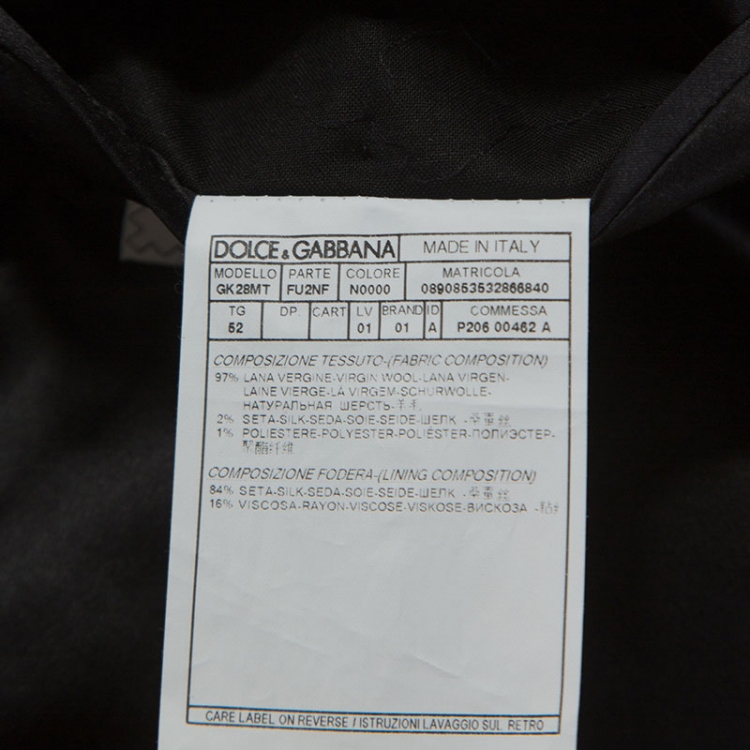 DOLCE & GABBANA MADE IN ITALY
MODELLO PARTE COLORE MATRICOLA
GK28MT FU2NF N0000 0890853532866840
TG DP. CART LV BRAND ID COMMESSA
52 01 01 A P206 00462 A
COMPOSIZIONE TESSUTO-(FABRIC COMPOSITION)
97% LANA VERGINE-VIRGIN WOOL-LANA VIRGEN-
LAINE VIERGE-LÃ VIRGEM-SCHURWOLLE-
НАТУРАЛЬНАЯ ШЕРСТЬ-羊毛
2% SETA-SILK-SEDA-SOIE-SEIDE-ШЕЛК -桑蚕丝
1% POLIESTERE-POLYESTER-POLIÉSTER-ПОЛИЭСТЕР-
聚酯纤维
COMPOSIZIONE FODERA-(LINING COMPOSITION)
84% SETA-SILK-SEDA-SOIE-SEIDE-ШЕЛК -桑蚕丝
16% VISCOSA-RAYON-VISCOSE-VISKOSE-ВИСКОЗА -粘纤
CARE LABEL ON REVERSE / ISTRUZIONI LAVAGGIO SUL RETRO